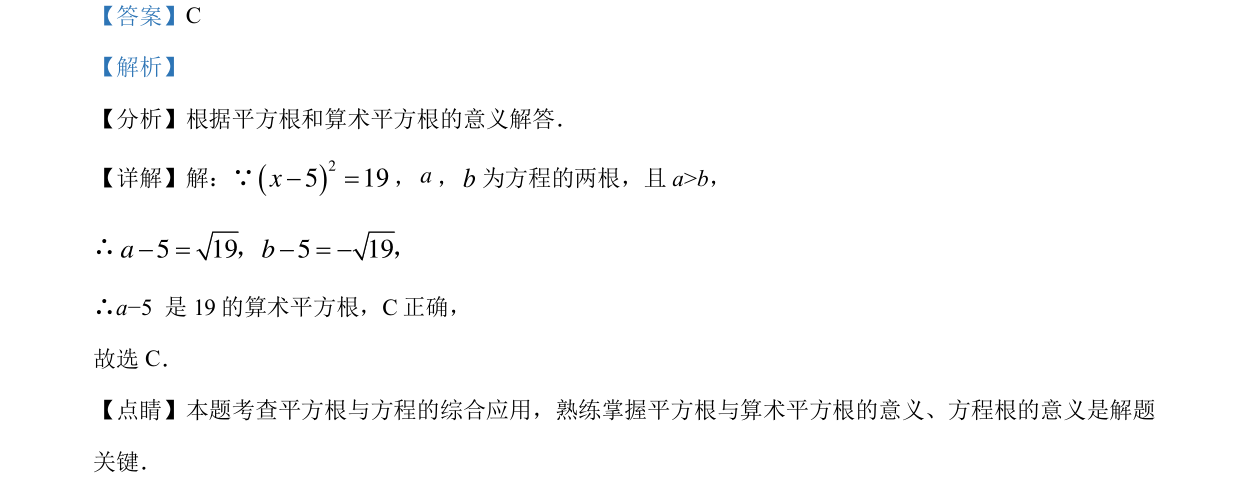 【答案】C
【解析】
【分析】根据平方根和算术平方根的意义解答．
【详解】解：∵(x−5)²=19，a，b为方程的两根，且 a>b，
∴a−5=√19，b−5=−√19，
∴a−5 是 19 的算术平方根，C 正确，
故选 C．
【点睛】本题考查平方根与方程的综合应用，熟练掌握平方根与算术平方根的意义、方程根的意义是解题
关键．